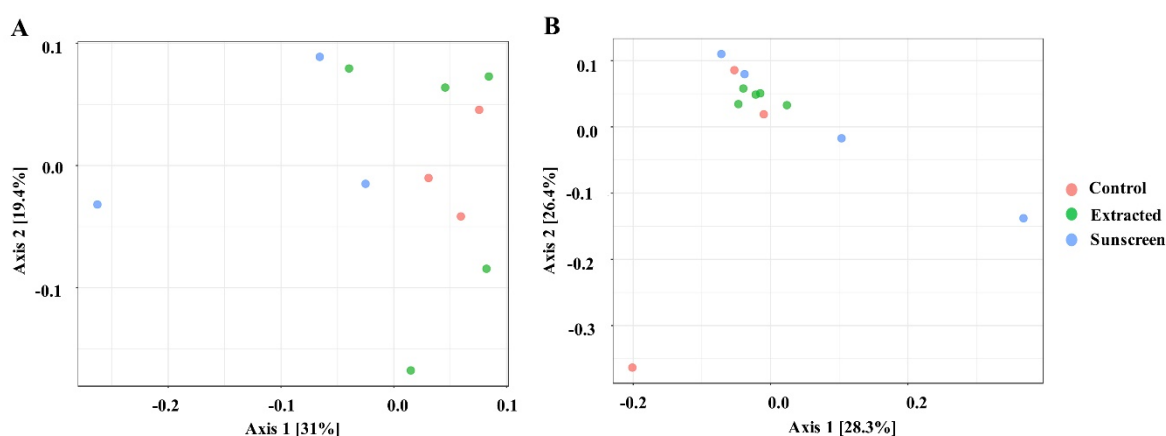 A
0.1
0.0
-0.1
Axis 2 [19.4%]
-0.2
-0.1
0.0
0.1
Axis 1 [31%]
B
0.1
0.0
-0.1
-0.2
-0.3
Axis 2 [26.4%]
-0.2
0.0
0.2
Axis 1 [28.3%]
Control
Extracted
Sunscreen